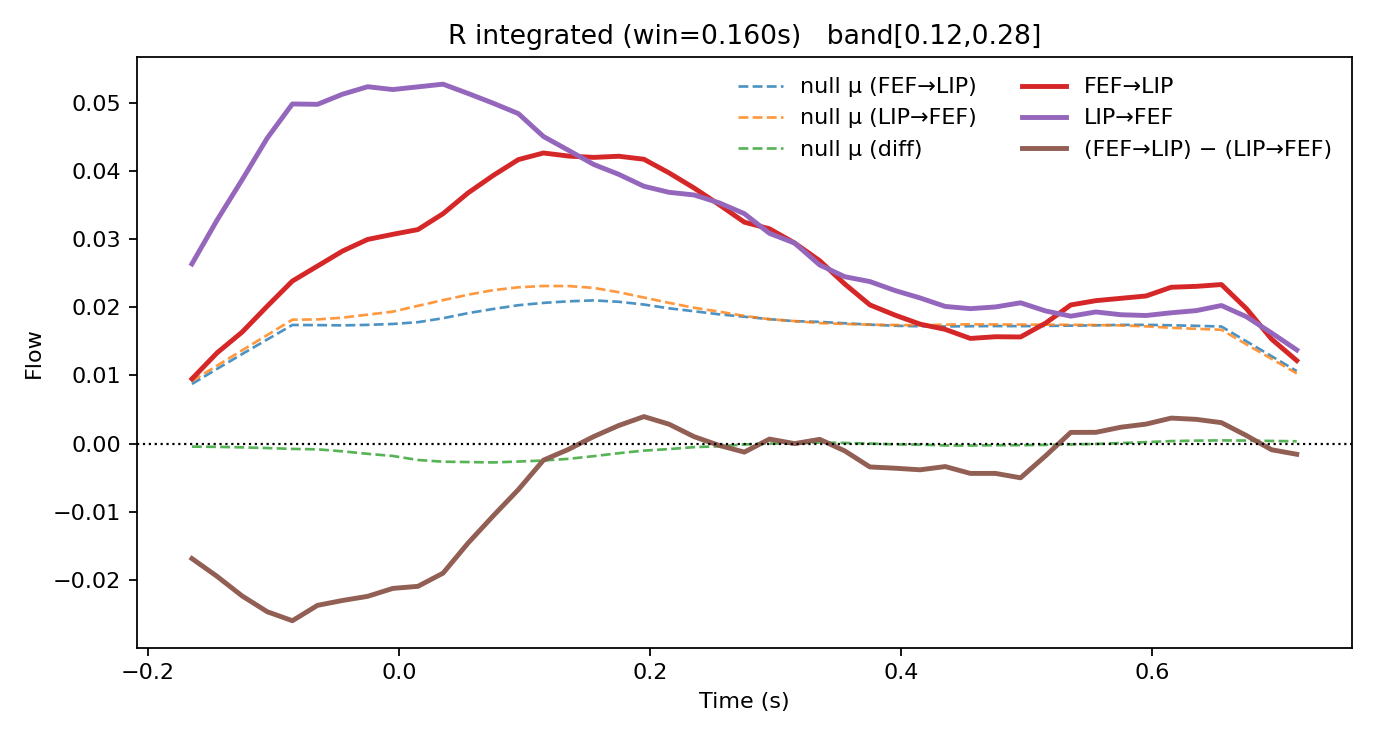 R integrated (win=0.160s)   band[0.12,0.28]
null μ (FEF→LIP)
null μ (LIP→FEF)
null μ (diff)
FEF→LIP
LIP→FEF
(FEF→LIP) − (LIP→FEF)
Flow
0.05
0.04
0.03
0.02
0.01
0.00
−0.01
−0.02
−0.2
0.0
0.2
0.4
0.6
Time (s)